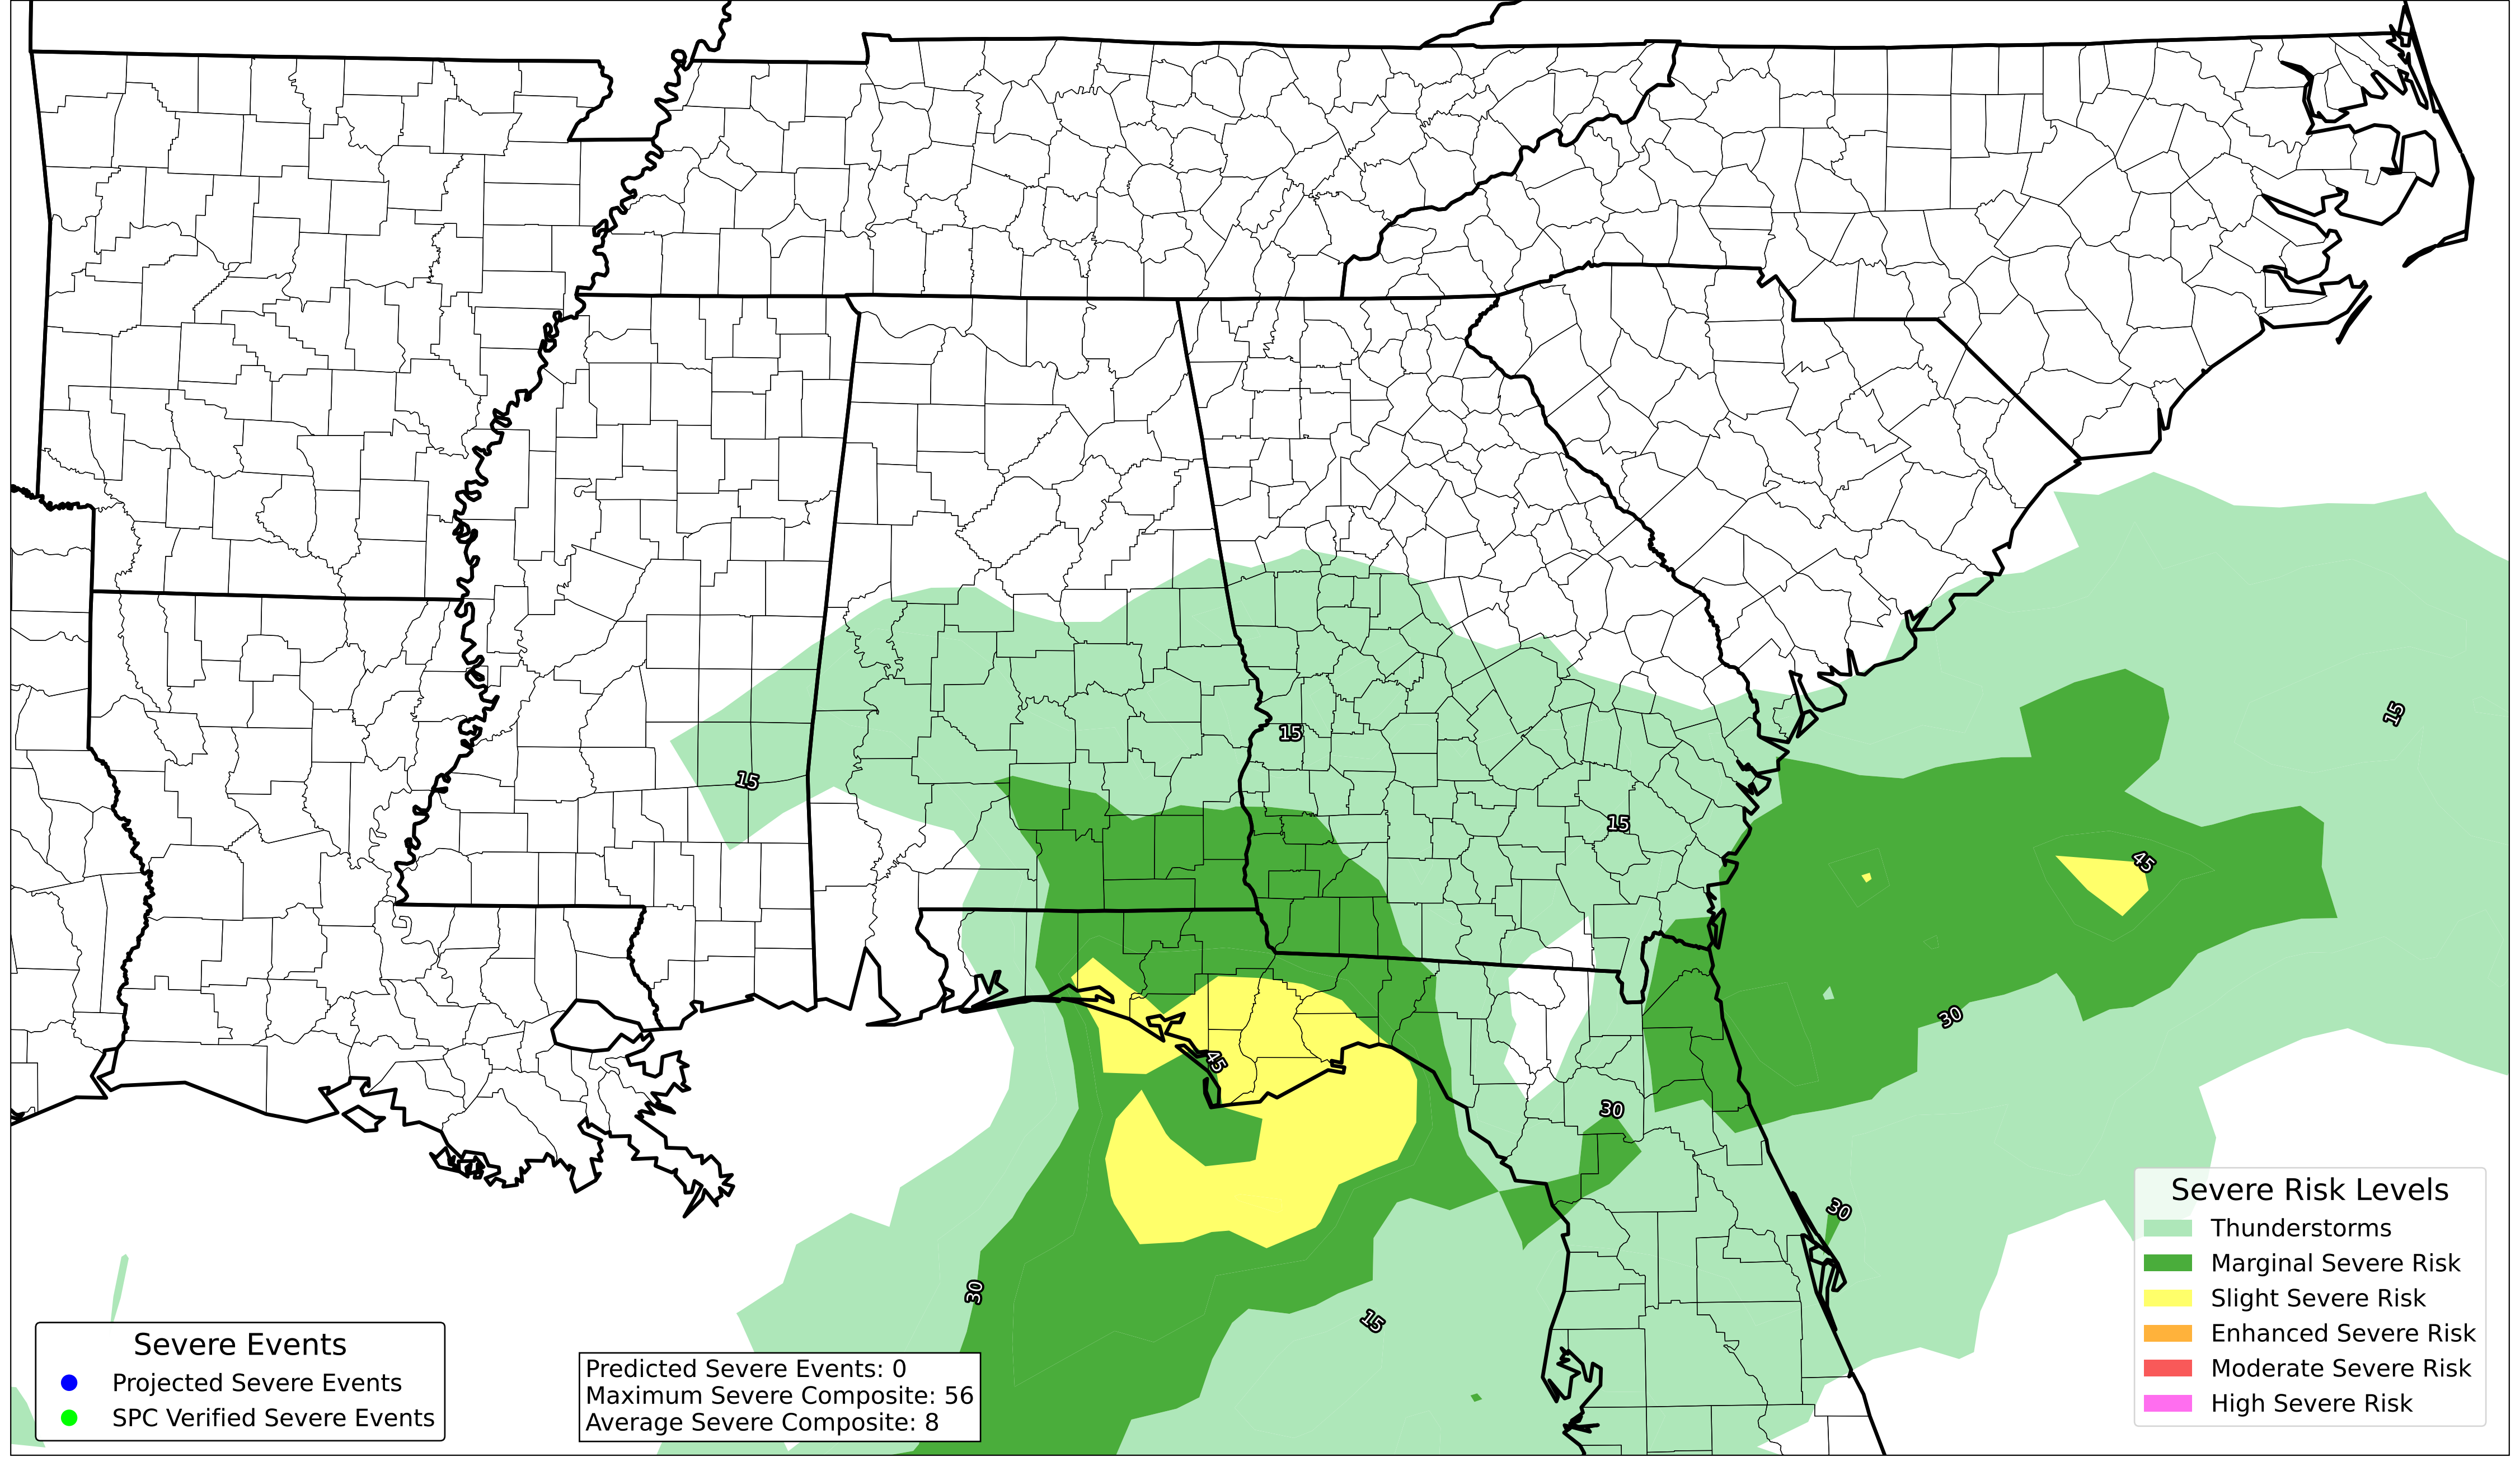 15
15
15
15
45
30
45
30
30
30
15
Severe Risk Levels
Thunderstorms
Marginal Severe Risk
Slight Severe Risk
Enhanced Severe Risk
Moderate Severe Risk
High Severe Risk
Severe Events
Projected Severe Events
SPC Verified Severe Events
Predicted Severe Events: 0
Maximum Severe Composite: 56
Average Severe Composite: 8